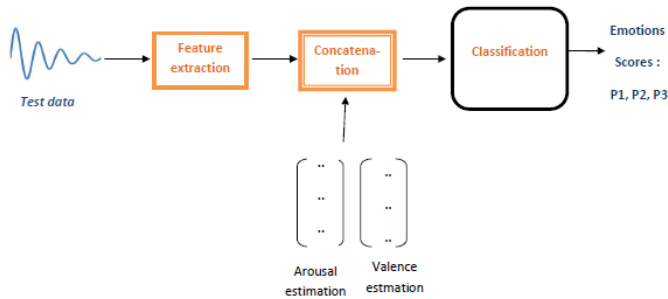 Test data
Feature
extraction
Concatena-
tion
Classification
Emotions
Scores :
P1, P2, P3
..
..
..
..
..
..
Arousal
estimation
Valence
estmation